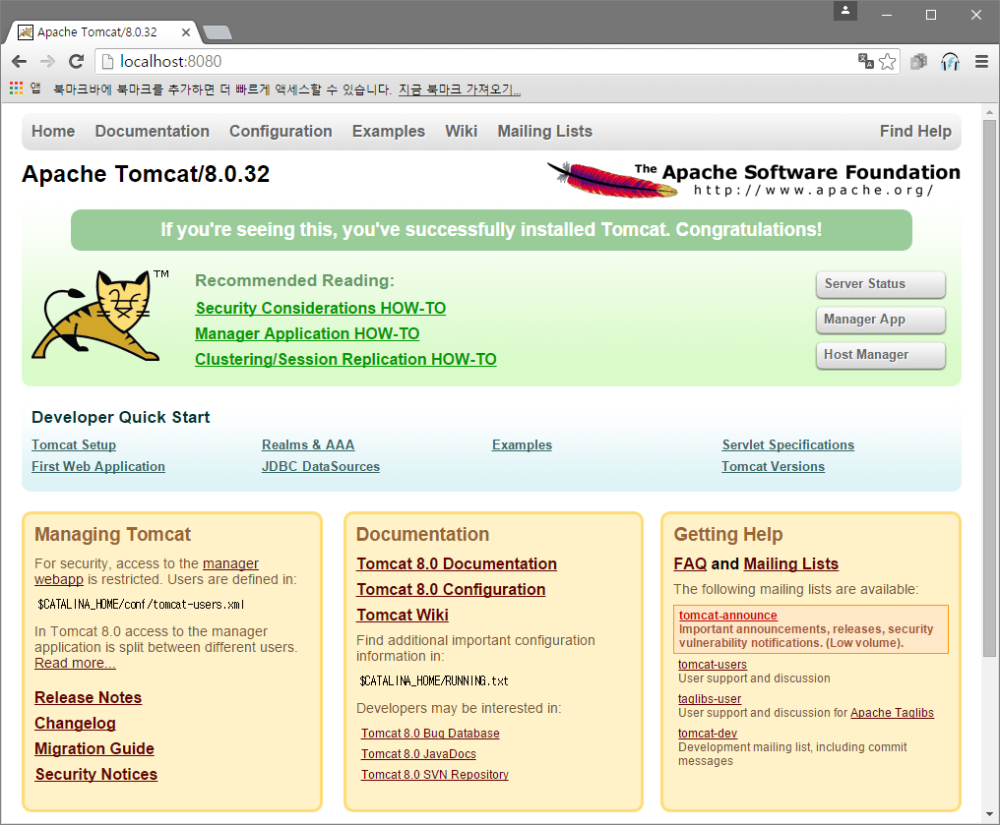 Apache Tomcat/8.0.32
localhost:8080
앱 북마크바에 북마크를 추가하면 더 빠르게 액세스할 수 있습니다. 지금 북마크 가져오기...
Home Documentation Configuration Examples Wiki Mailing Lists Find Help
Apache Tomcat/8.0.32
The Apache Software Foundation
http://www.apache.org/
If you're seeing this, you've successfully installed Tomcat. Congratulations!
TM
Recommended Reading:
Security Considerations HOW-TO
Manager Application HOW-TO
Clustering/Session Replication HOW-TO
Server Status
Manager App
Host Manager
Developer Quick Start
Tomcat Setup
First Web Application
Realms & AAA
JDBC DataSources
Examples
Servlet Specifications
Tomcat Versions
Managing Tomcat
For security, access to the manager
webapp is restricted. Users are defined in:
$CATALINA_HOME/conf/tomcat-users.xml
In Tomcat 8.0 access to the manager
application is split between different users.
Read more...
Release Notes
Changelog
Migration Guide
Security Notices
Documentation
Tomcat 8.0 Documentation
Tomcat 8.0 Configuration
Tomcat Wiki
Find additional important configuration
information in:
$CATALINA_HOME/RUNNING.txt
Developers may be interested in:
Tomcat 8.0 Bug Database
Tomcat 8.0 JavaDocs
Tomcat 8.0 SVN Repository
Getting Help
FAQ and Mailing Lists
The following mailing lists are available:
tomcat-announce
Important announcements, releases, security
vulnerability notifications. (Low volume).
tomcat-users
User support and discussion
taglibs-user
User support and discussion for Apache Taglibs
tomcat-dev
Development mailing list, including commit
messages